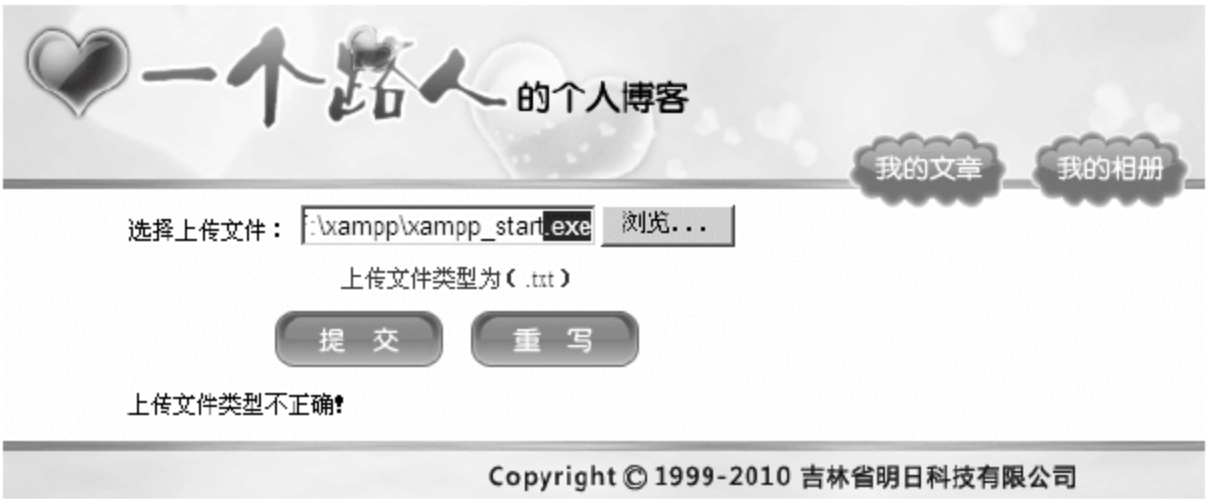 一个路人的个人博客
我的文章 我的相册
选择上传文件： :\xampp\xampp_start.exe 浏览...
上传文件类型为（.txt）
提 交 重 写
上传文件类型不正确!
Copyright © 1999-2010 吉林省明日科技有限公司